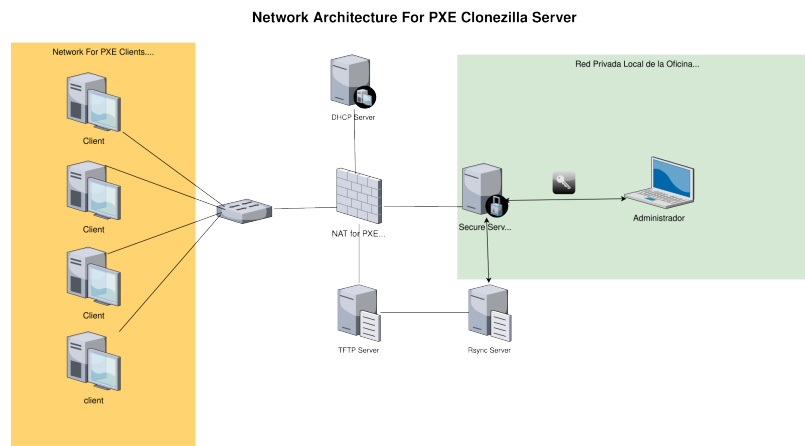 Network Architecture For PXE Clonezilla Server
Network For PXE Clients....
Red Privada Local de la Oficina...
Client
Client
Client
client
DHCP Server
NAT for PXE...
Secure Serv...
Administrador
TFTP Server
Rsync Server